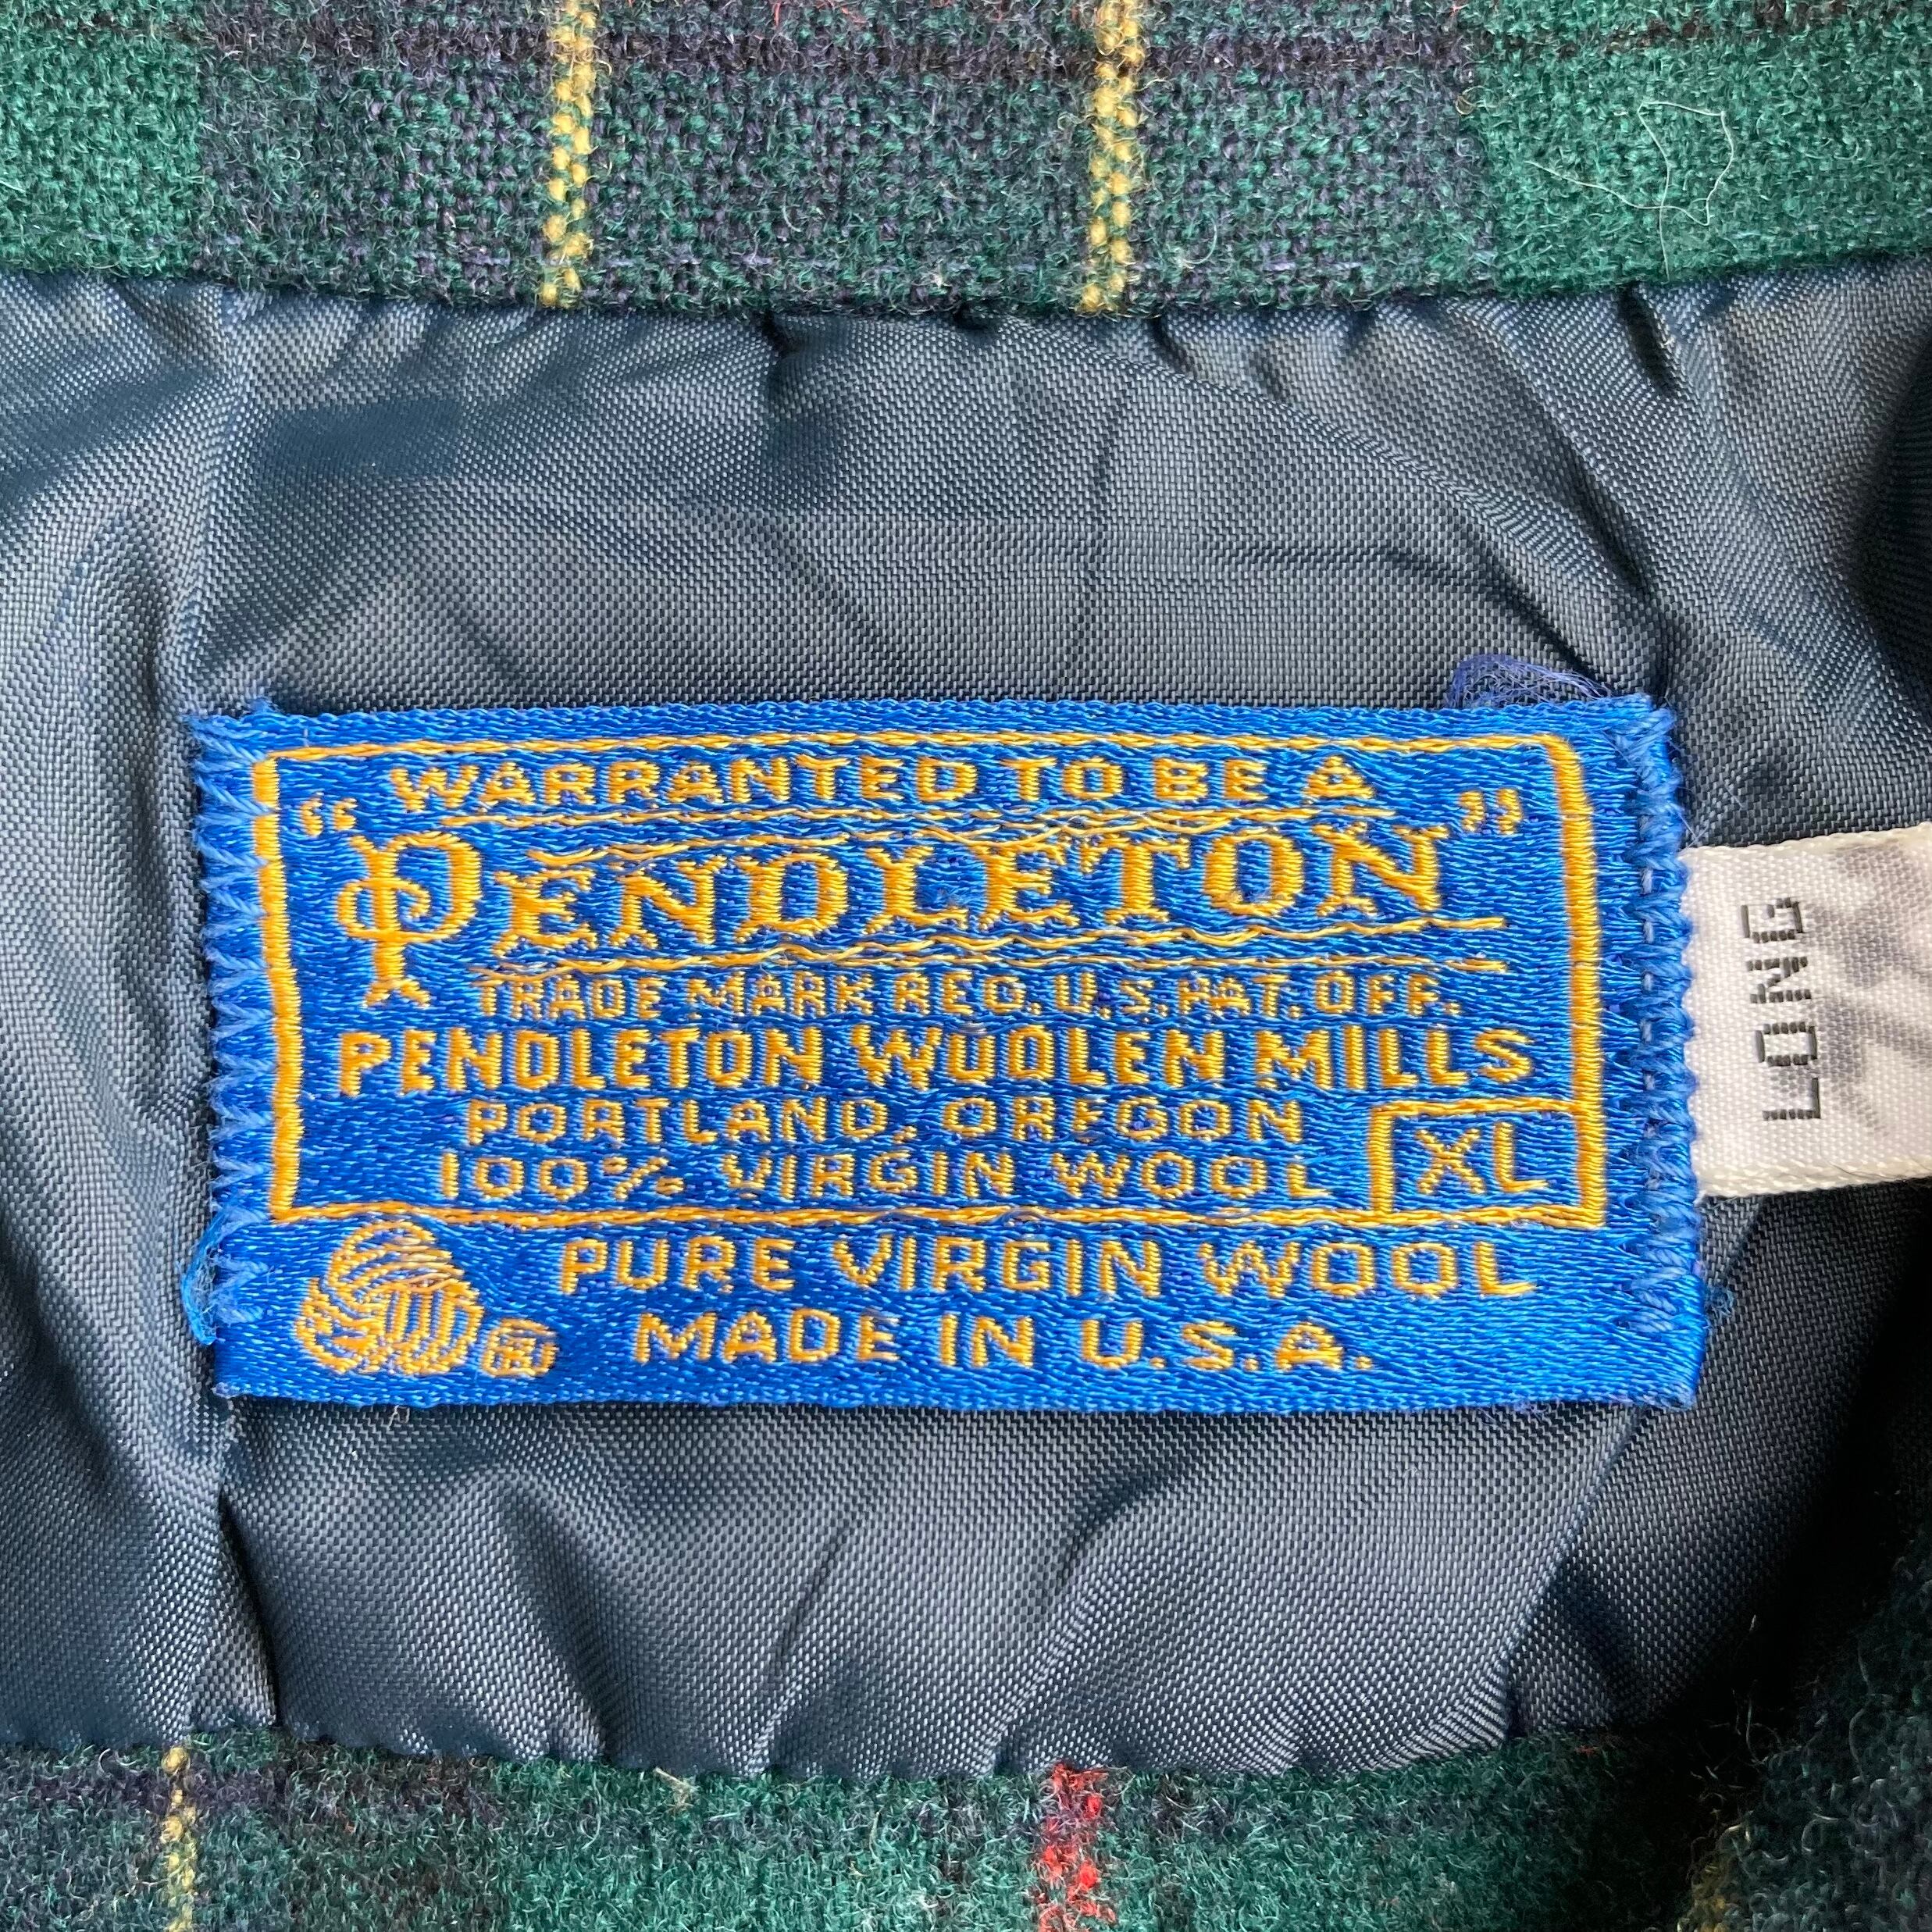 WARRANTED TO BE A
"PENDLETON"
TRADE MARK REG. U.S. PAT. OFF.
PENDLETON WOOLEN MILLS
PORTLAND, OREGON
100% VIRGIN WOOL
XL
PURE VIRGIN WOOL
MADE IN U.S.A.
LONG